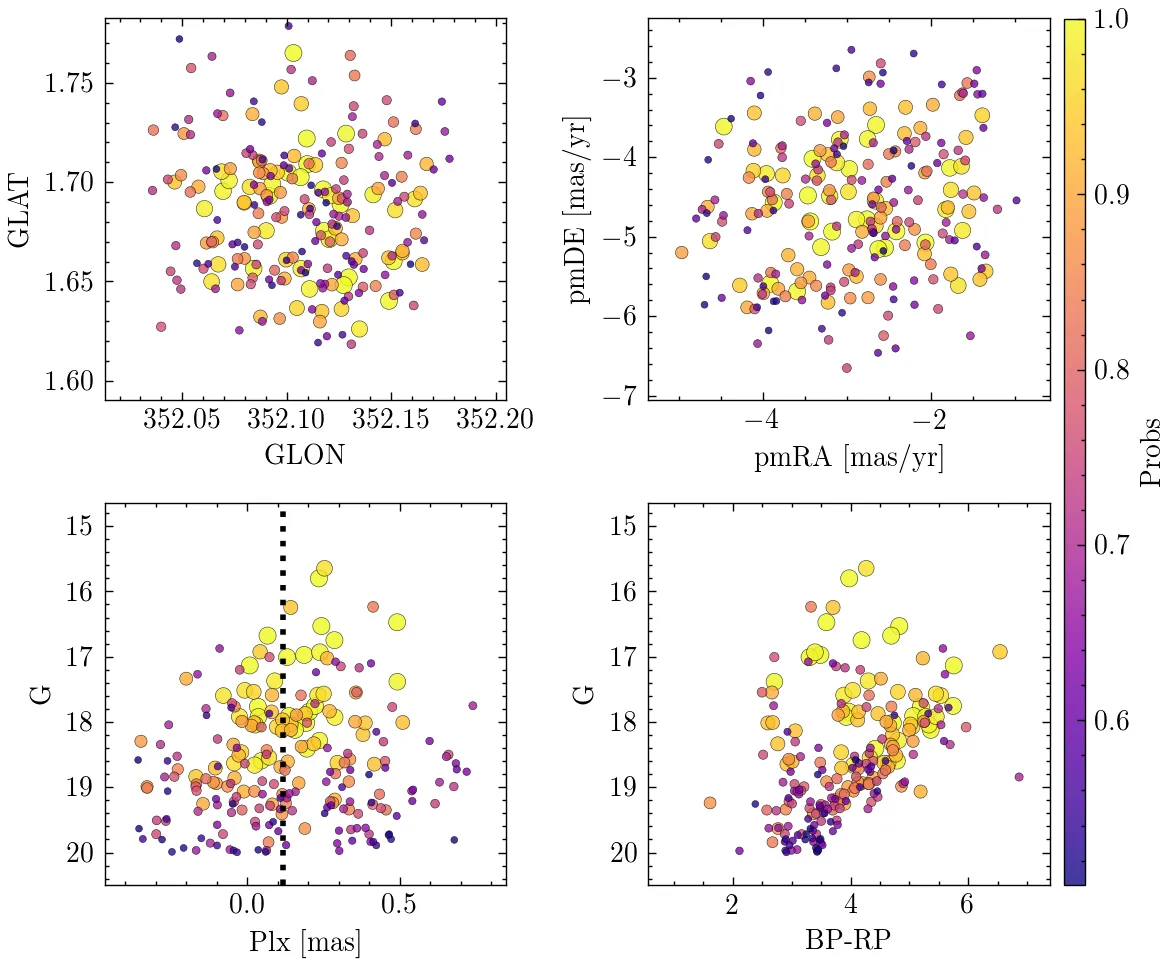 1.75
1.70
1.65
1.60
GLAT
352.05 352.10 352.15 352.20
GLON
−3
−4
−5
−6
−7
pmDE [mas/yr]
−4 −2
pmRA [mas/yr]
1.0
0.9
0.8
0.7
0.6
Probs
15
16
17
18
19
20
G
0.0 0.5
Plx [mas]
15
16
17
18
19
20
G
2 4 6
BP-RP